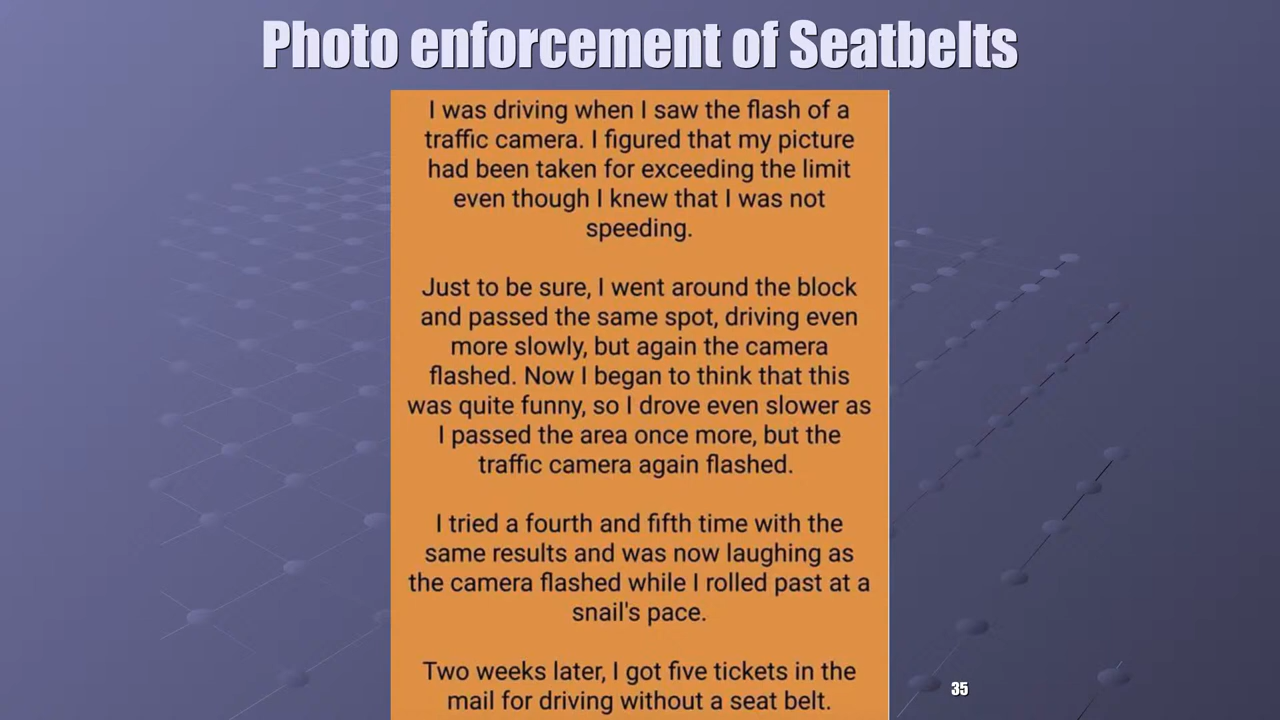 Photo enforcement of Seatbelts
I was driving when I saw the flash of a
traffic camera. I figured that my picture
had been taken for exceeding the limit
even though I knew that I was not
speeding.
Just to be sure, I went around the block
and passed the same spot, driving even
more slowly, but again the camera
flashed. Now I began to think that this
was quite funny, so I drove even slower as
I passed the area once more, but the
traffic camera again flashed.
I tried a fourth and fifth time with the
same results and was now laughing as
the camera flashed while I rolled past at a
snail's pace.
Two weeks later, I got five tickets in the
mail for driving without a seat belt.
35